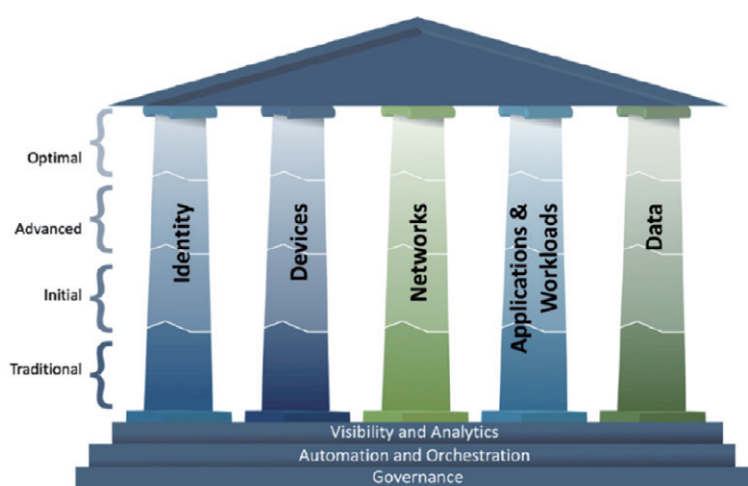 Optimal
Advanced
Initial
Traditional
Identity
Devices
Networks
Applications &
Workloads
Data
Visibility and Analytics
Automation and Orchestration
Governance